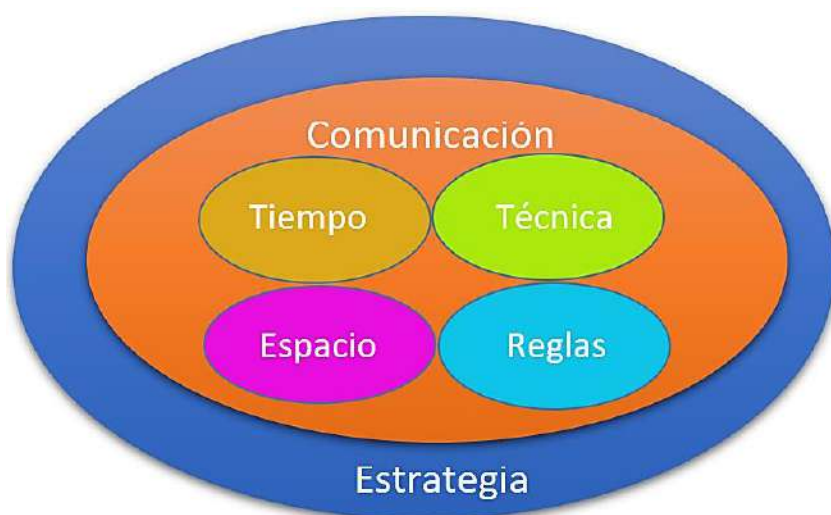 Comunicación
Tiempo
Técnica
Espacio
Reglas
Estrategia